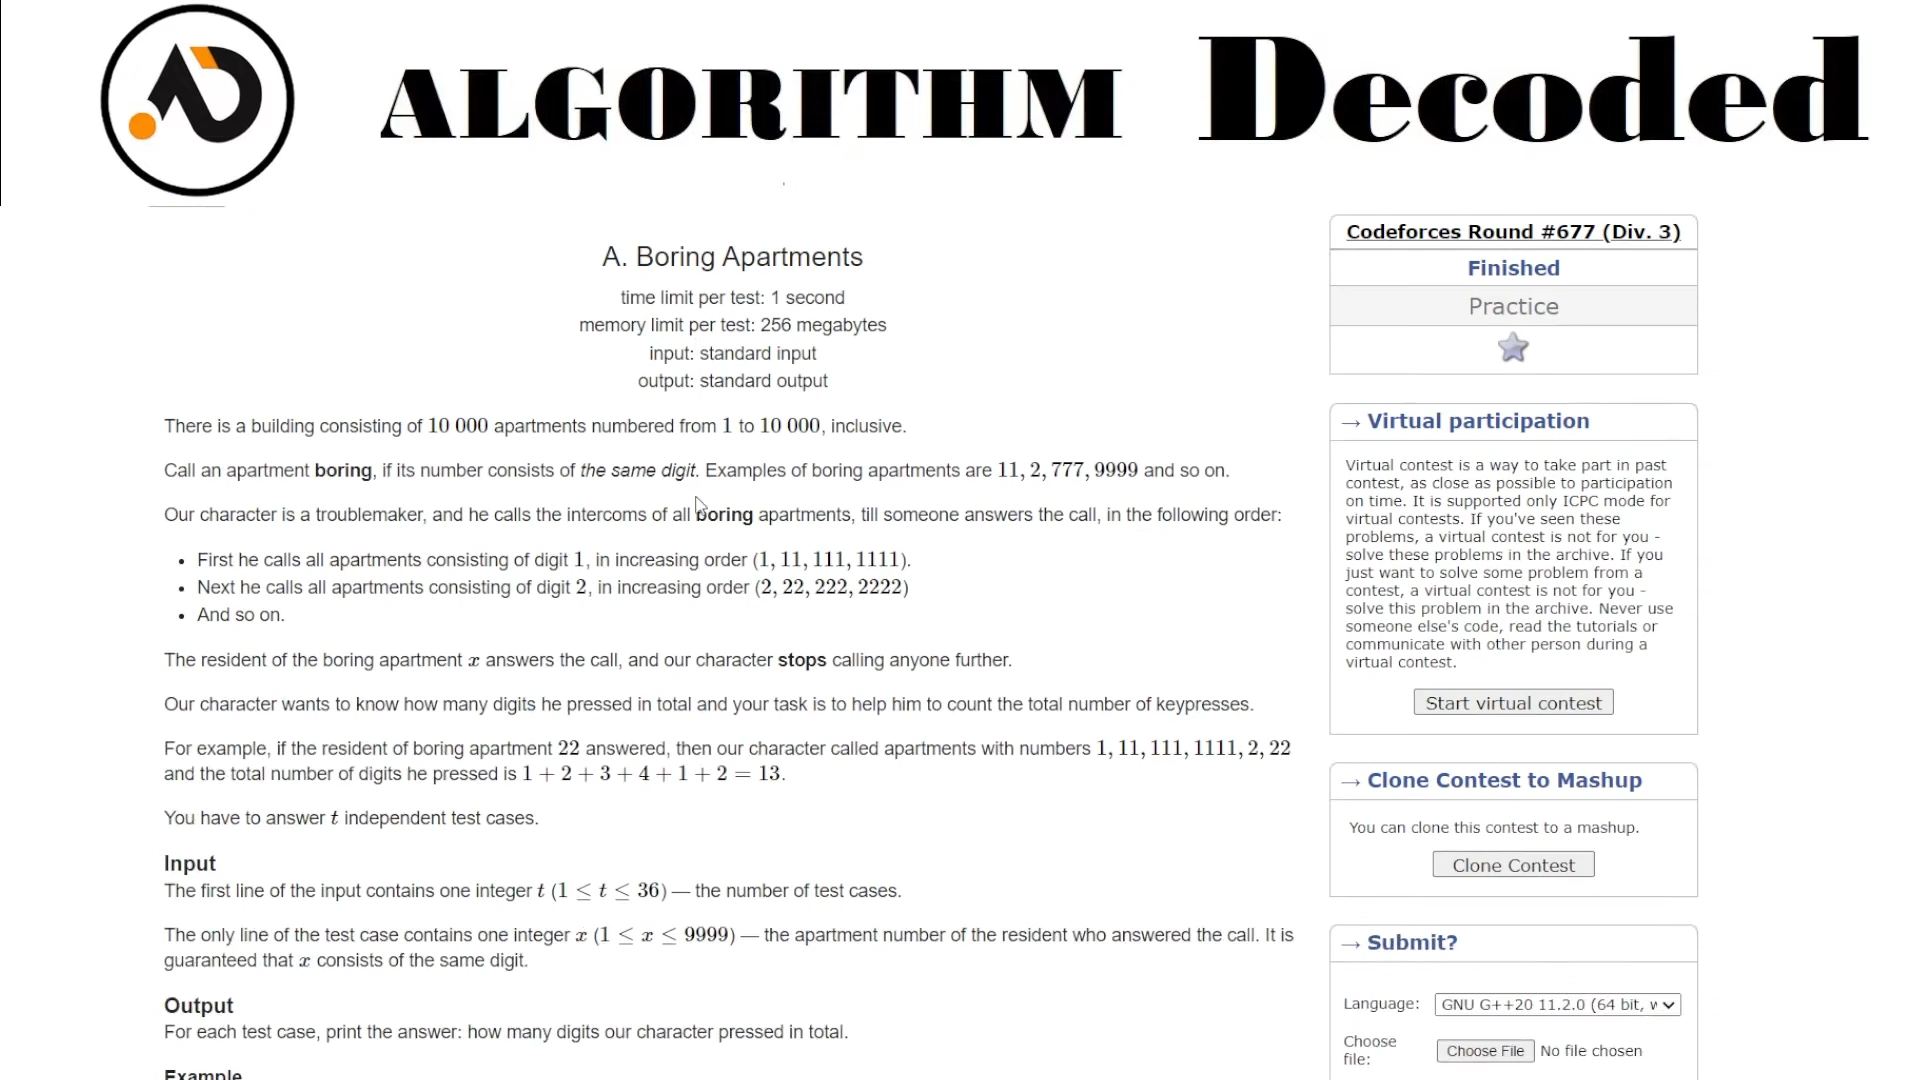 ALGORITHM Decoded
A. Boring Apartments
time limit per test: 1 second
memory limit per test: 256 megabytes
input: standard input
output: standard output
There is a building consisting of 10 000 apartments numbered from 1 to 10 000, inclusive.
Call an apartment boring, if its number consists of the same digit. Examples of boring apartments are 11, 2, 777, 9999 and so on.
Our character is a troublemaker, and he calls the intercoms of all boring apartments, till someone answers the call, in the following order:
• First he calls all apartments consisting of digit 1, in increasing order (1, 11, 111, 1111).
• Next he calls all apartments consisting of digit 2, in increasing order (2, 22, 222, 2222)
• And so on.
The resident of the boring apartment x answers the call, and our character stops calling anyone further.
Our character wants to know how many digits he pressed in total and your task is to help him to count the total number of keypresses.
For example, if the resident of boring apartment 22 answered, then our character called apartments with numbers 1, 11, 111, 1111, 2, 22
and the total number of digits he pressed is 1 + 2 + 3 + 4 + 1 + 2 = 13.
You have to answer t independent test cases.
Input
The first line of the input contains one integer t (1 ≤ t ≤ 36) — the number of test cases.
The only line of the test case contains one integer x (1 ≤ x ≤ 9999) — the apartment number of the resident who answered the call. It is
guaranteed that x consists of the same digit.
Output
For each test case, print the answer: how many digits our character pressed in total.
Example
Codeforces Round #677 (Div. 3)
Finished
Practice
→ Virtual participation
Virtual contest is a way to take part in past
contest, as close as possible to participation
on time. It is supported only ICPC mode for
virtual contests. If you've seen these
problems, a virtual contest is not for you -
solve these problems in the archive. If you
just want to solve some problem from a
contest, a virtual contest is not for you -
solve this problem in the archive. Never use
someone else's code, read the tutorials or
communicate with other person during a
virtual contest.
Start virtual contest
→ Clone Contest to Mashup
You can clone this contest to a mashup.
Clone Contest
→ Submit?
Language: GNU G++20 11.2.0 (64 bit, v
Choose
file: Choose File No file chosen